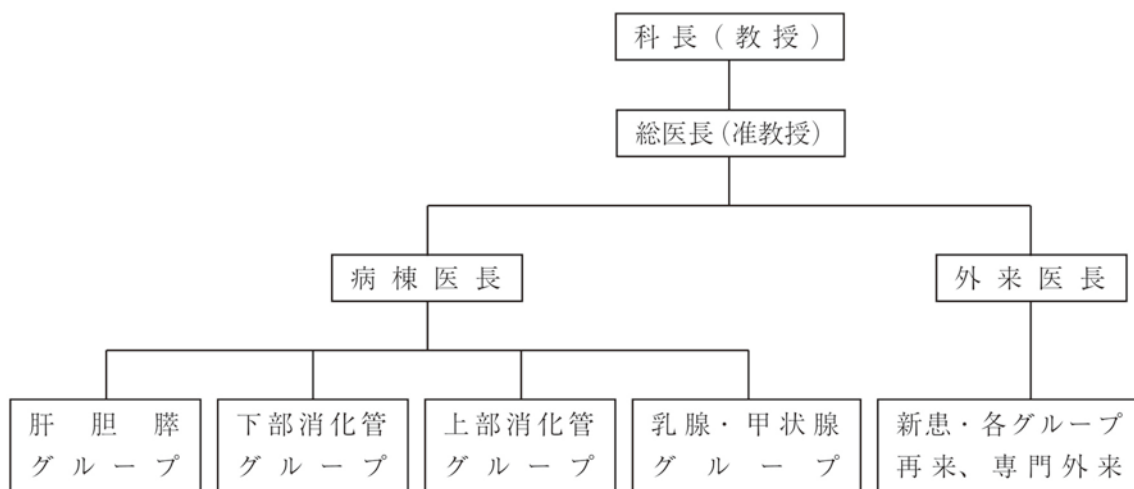 科長(教授)
総医長(准教授)
病棟医長
外来医長
肝胆膵
グループ
下部消化管
グループ
上部消化管
グループ
乳腺・甲状腺
グループ
新患・各グループ
再来、専門外来